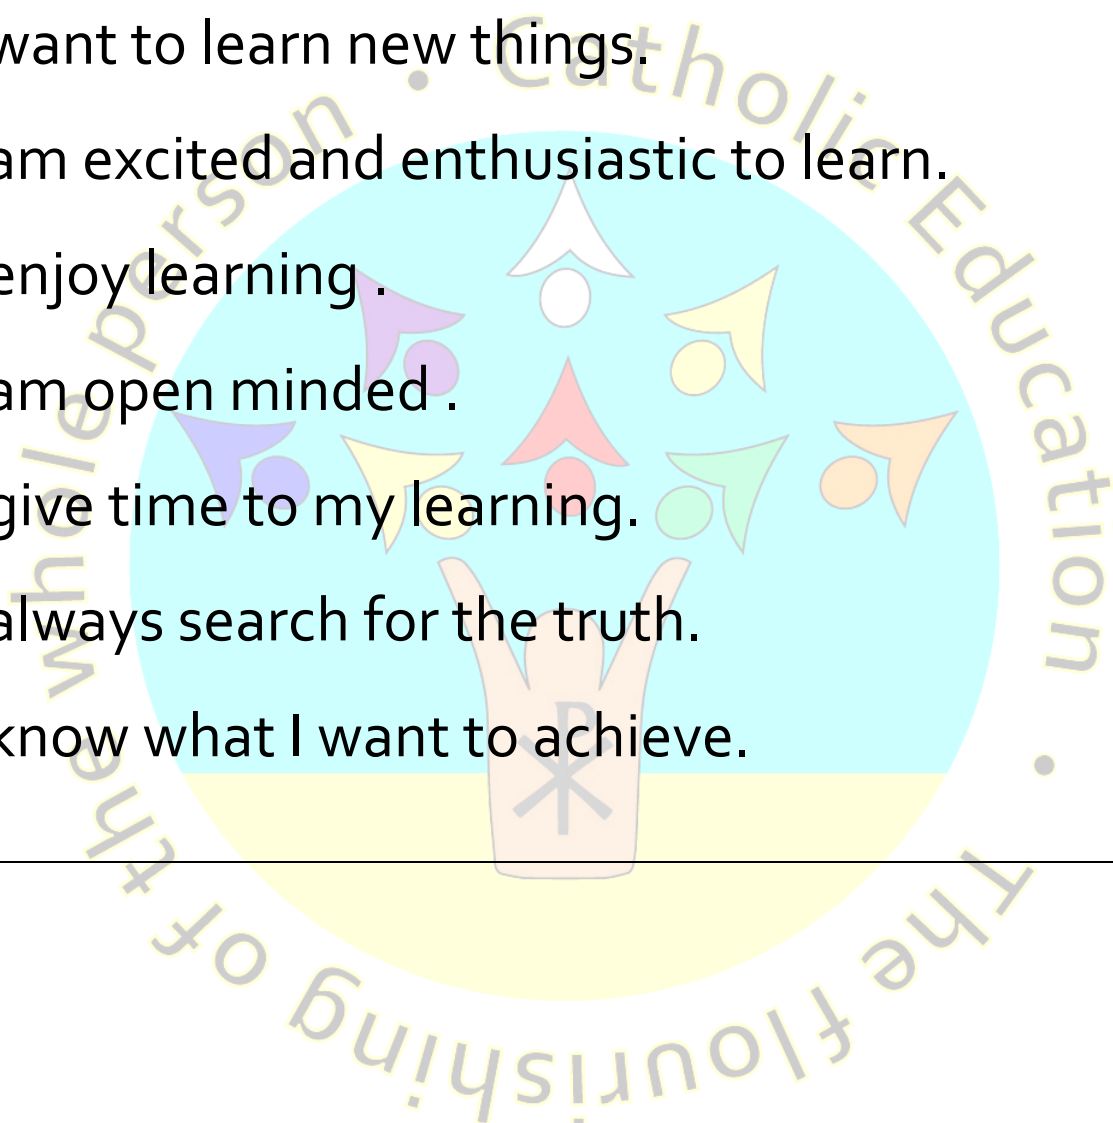 want to learn new things.
am excited and enthusiastic to learn.
enjoy learning .
am open minded .
give time to my learning.
always search for the truth.
know what I want to achieve.
• Catholic Education • The flourishing of the whole person